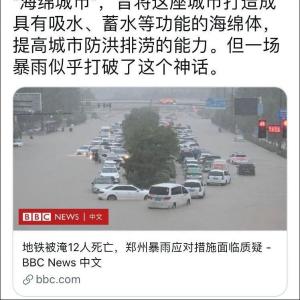 "海绵城市"，旨将这座城市打造成
具有吸水、蓄水等功能的海绵体，
提高城市防洪排涝的能力。但一场
暴雨似乎打破了这个神话。
BBC NEWS | 中文
地铁被淹12人死亡，郑州暴雨应对措施面临质疑 -
BBC News 中文
bbc.com